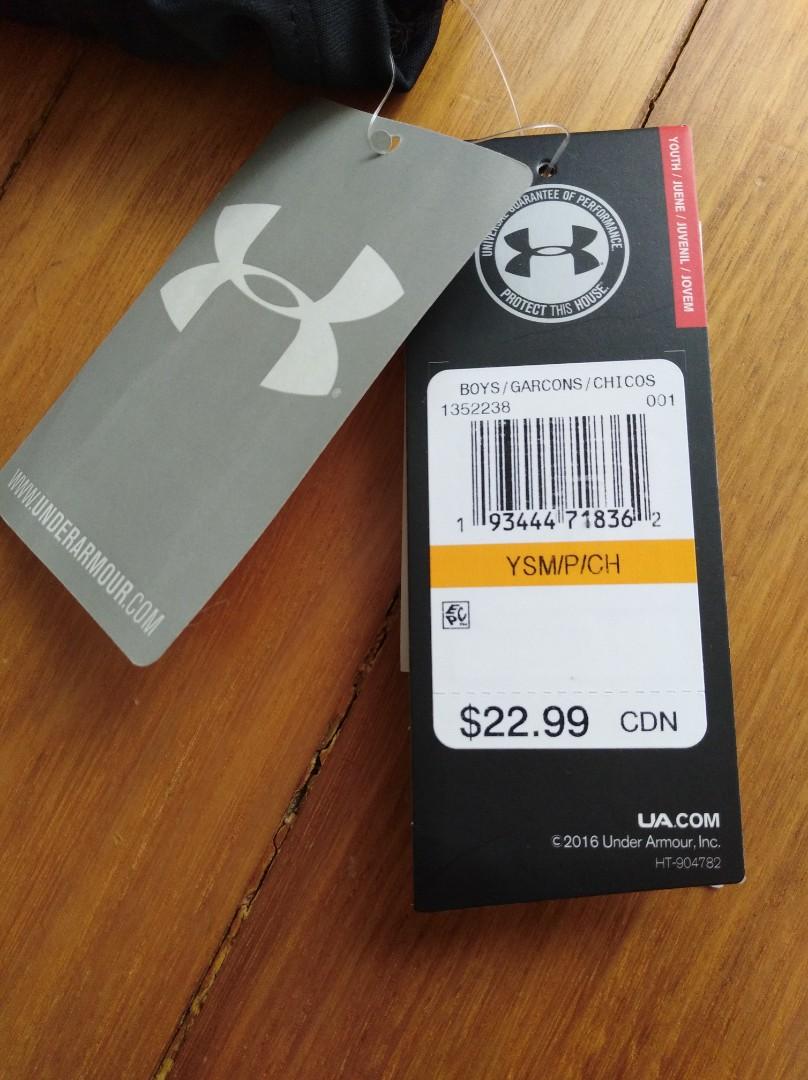 WWW.UNDERARMOUR.COM
UNIVERSAL GUARANTEE OF PERFORMANCE.
PROTECT THIS HOUSE.
YOUTH / JUENE / JUVENIL / JOVEM
BOYS/GARCONS/CHICOS
1352238 001
1 93444 71836 2
YSM/P/CH
EPC
$22.99 CDN
UA.COM
©2016 Under Armour, Inc.
HT-904782